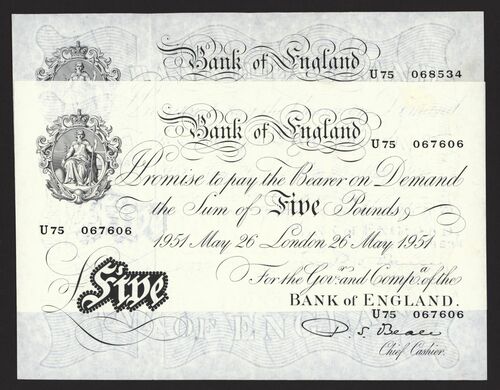 Bank of England
U75 068534
Bank of England
U75 067606
I Promise to pay the Bearer on Demand
the Sum of Five Pounds
U75 067606
1951 May 26 London 26 May 1951
For the Govr. and Compa. of the
BANK of ENGLAND.
£Five
U75 067606
P. S. Beale
Chief Cashier.